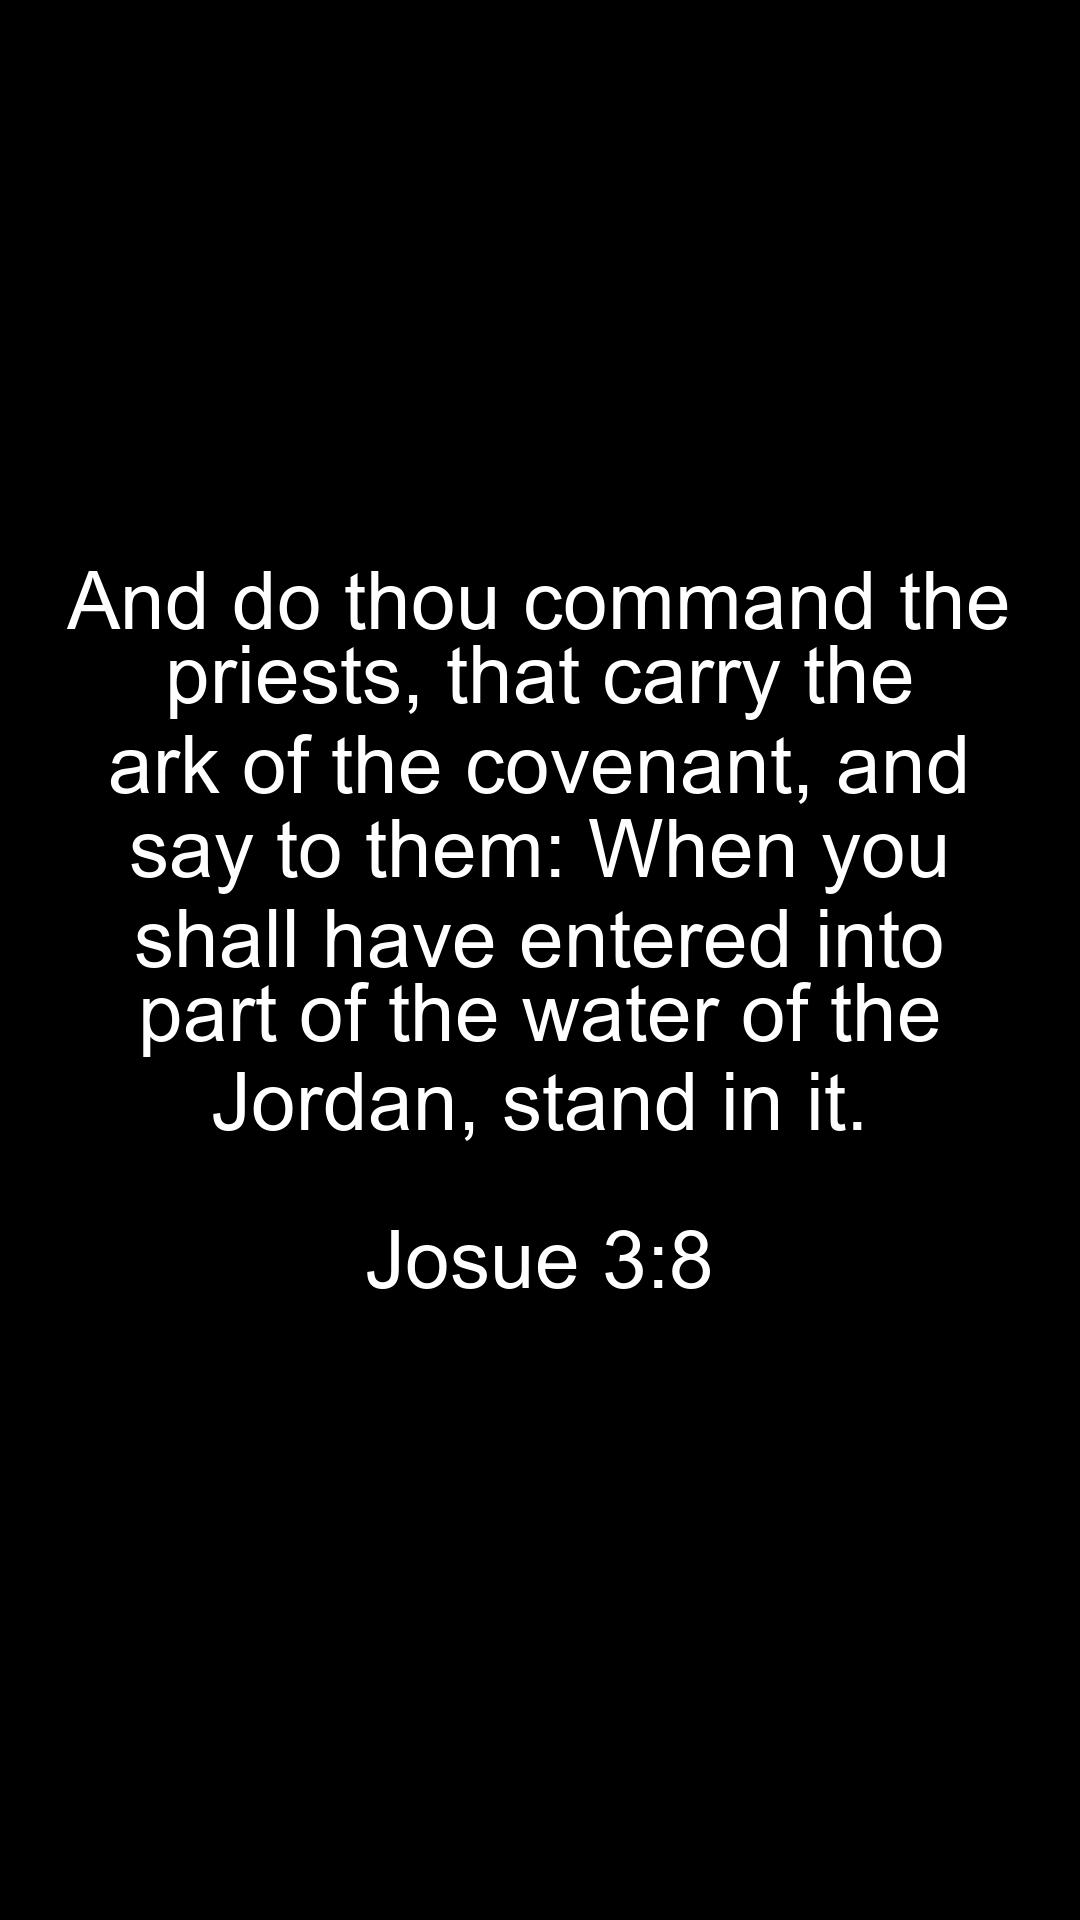 And do thou command the
priests, that carry the
ark of the covenant, and
say to them: When you
shall have entered into
part of the water of the
Jordan, stand in it.
Josue 3:8